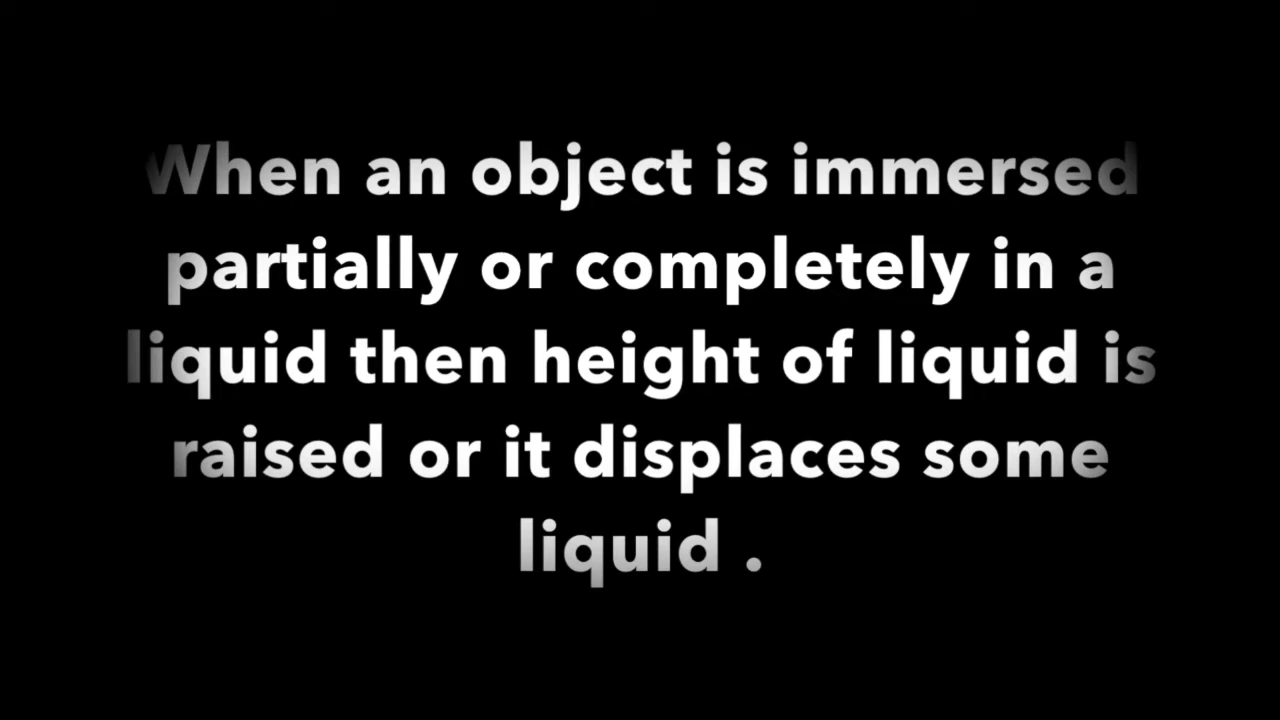 When an object is immersed
partially or completely in a
liquid then height of liquid is
raised or it displaces some
liquid .